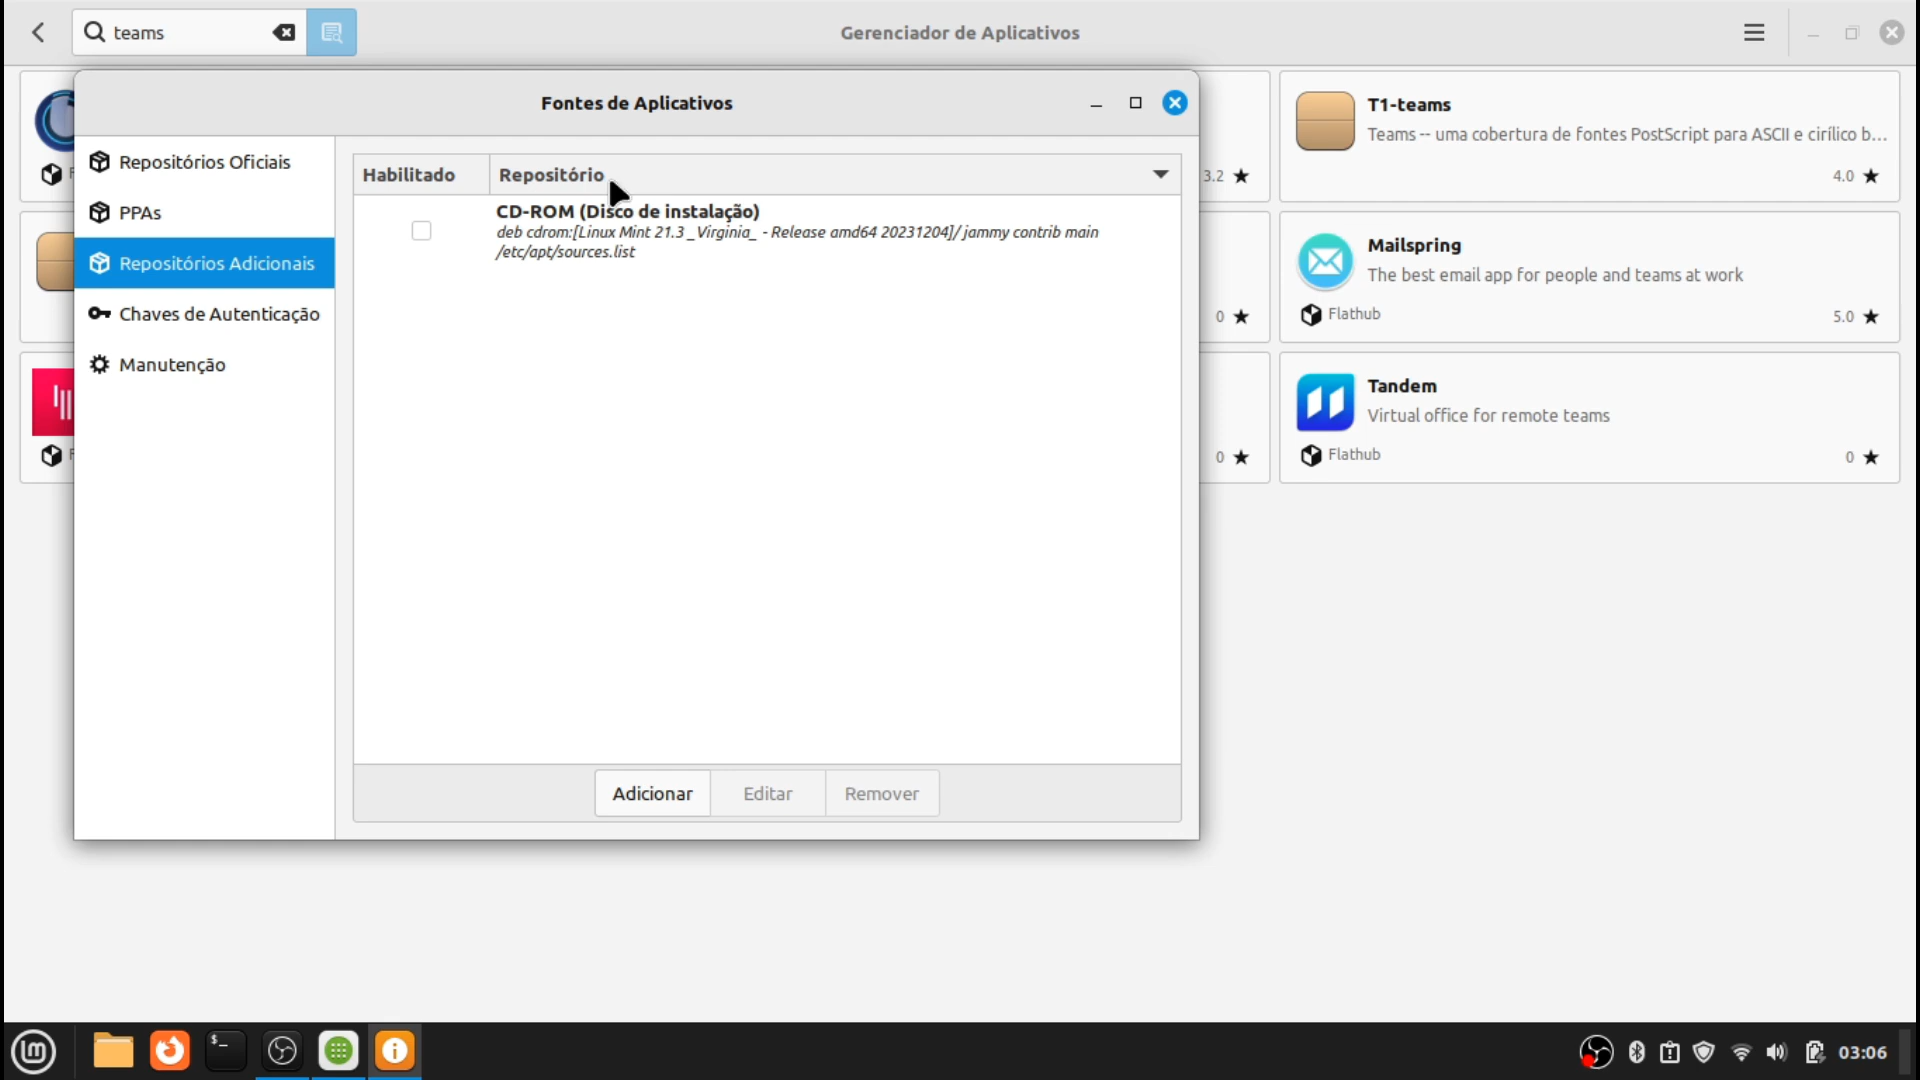 teams
Gerenciador de Aplicativos
Fontes de Aplicativos
Repositórios Oficiais
PPAs
Repositórios Adicionais
Chaves de Autenticação
Manutenção
Habilitado
Repositório
CD-ROM (Disco de instalação)
deb cdrom:[Linux Mint 21.3 _Virginia_ - Release amd64 20231204]/ jammy contrib main
/etc/apt/sources.list
Adicionar
Editar
Remover
3.2
0
0
T1-teams
Teams -- uma cobertura de fontes PostScript para ASCII e cirílico b...
4.0
Mailspring
The best email app for people and teams at work
Flathub
5.0
Tandem
Virtual office for remote teams
Flathub
0
03:06